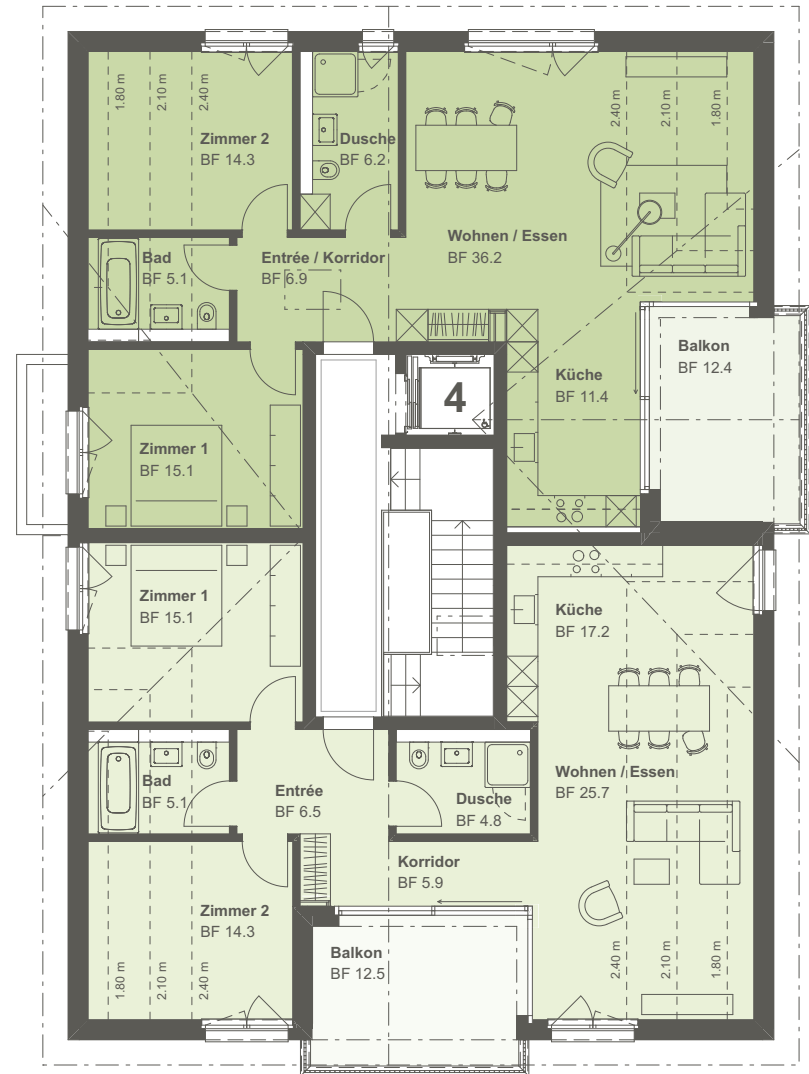 1.80 m
2.10 m
2.40 m
Zimmer 2
BF 14.3
Dusche
BF 6.2
2.40 m
2.10 m
1.80 m
Wohnen / Essen
BF 36.2
Bad
BF 5.1
Entrée / Korridor
BF 6.9
Balkon
BF 12.4
Küche
BF 11.4
4
Zimmer 1
BF 15.1
Zimmer 1
BF 15.1
Küche
BF 17.2
Bad
BF 5.1
Entrée
BF 6.5
Dusche
BF 4.8
Wohnen / Essen
BF 25.7
Korridor
BF 5.9
Zimmer 2
BF 14.3
1.80 m
2.10 m
2.40 m
Balkon
BF 12.5
2.40 m
2.10 m
1.80 m